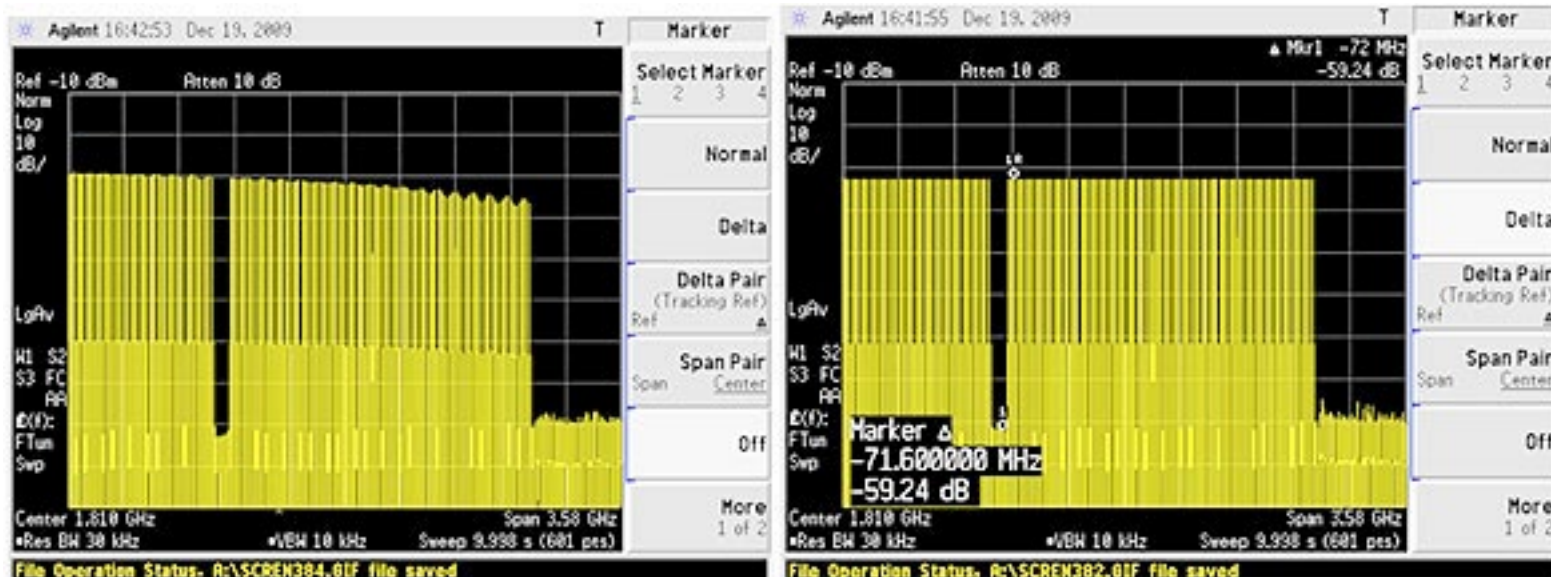 Agilent 16:42:53 Dec 19, 2009 T
Marker
Ref -10 dBm Atten 10 dB
Norm
Log
10
dB/
LgAv
W1 S2
S3 FC
AA
£(f):
FTun
Swp
Center 1.810 GHz Span 3.58 GHz
*Res BW 30 kHz *VBW 10 kHz Sweep 9.998 s (601 pts)
File Operation Status, A:\SCREN384.GIF file saved
Select Marker
1 2 3 4
Normal
Delta
Delta Pair
(Tracking Ref)
Ref Δ
Span Pair
Span Center
Off
More
1 of 2
Agilent 16:41:55 Dec 19, 2009 T
Marker
Δ Mkr1 -72 MHz
Ref -10 dBm Atten 10 dB -59.24 dB
Norm
Log
10
dB/
1R
1
LgAv
W1 S2
S3 FC
AA
£(f):
FTun
Swp
Marker Δ
-71.600000 MHz
-59.24 dB
Center 1.810 GHz Span 3.58 GHz
*Res BW 30 kHz *VBW 10 kHz Sweep 9.998 s (601 pts)
File Operation Status, A:\SCREN382.GIF file saved
Select Marker
1 2 3 4
Normal
Delta
Delta Pair
(Tracking Ref)
Ref Δ
Span Pair
Span Center
Off
More
1 of 2